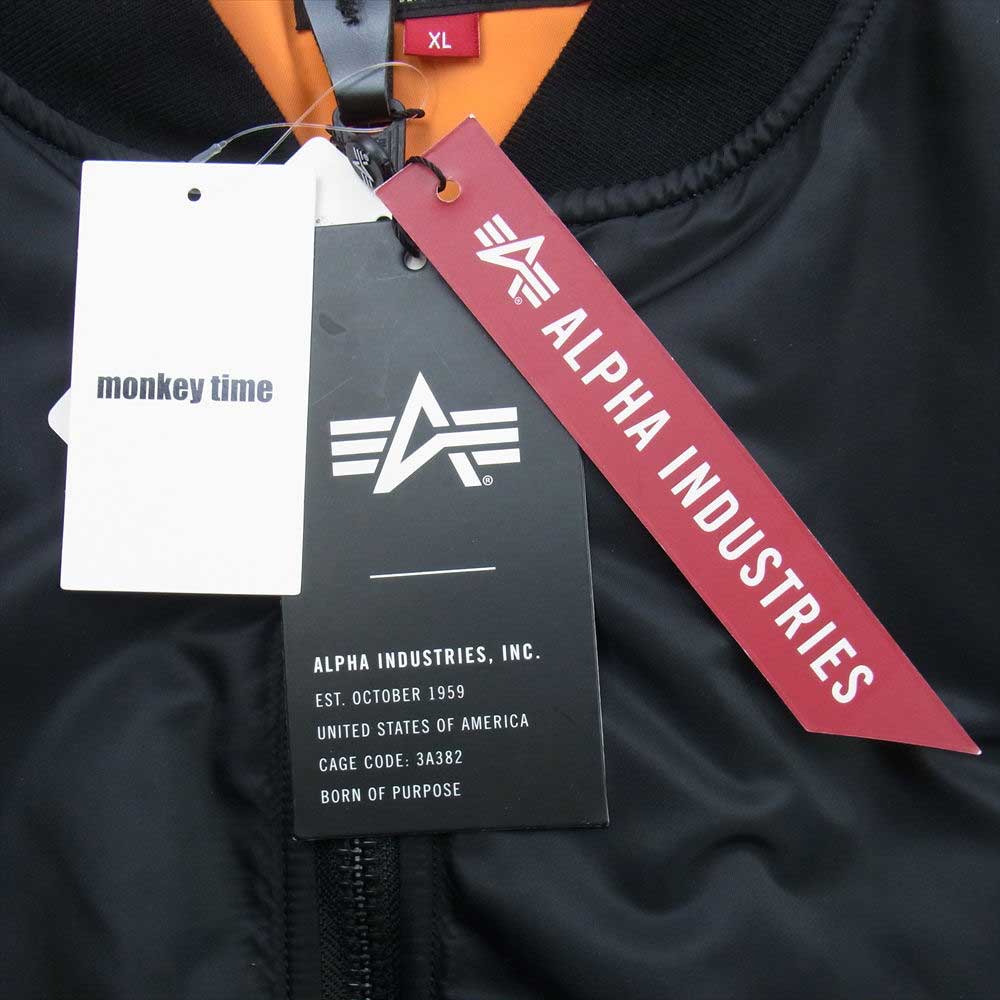 XL
monkey time
ALPHA INDUSTRIES
®
®
ALPHA INDUSTRIES, INC.
EST. OCTOBER 1959
UNITED STATES OF AMERICA
CAGE CODE: 3A382
BORN OF PURPOSE